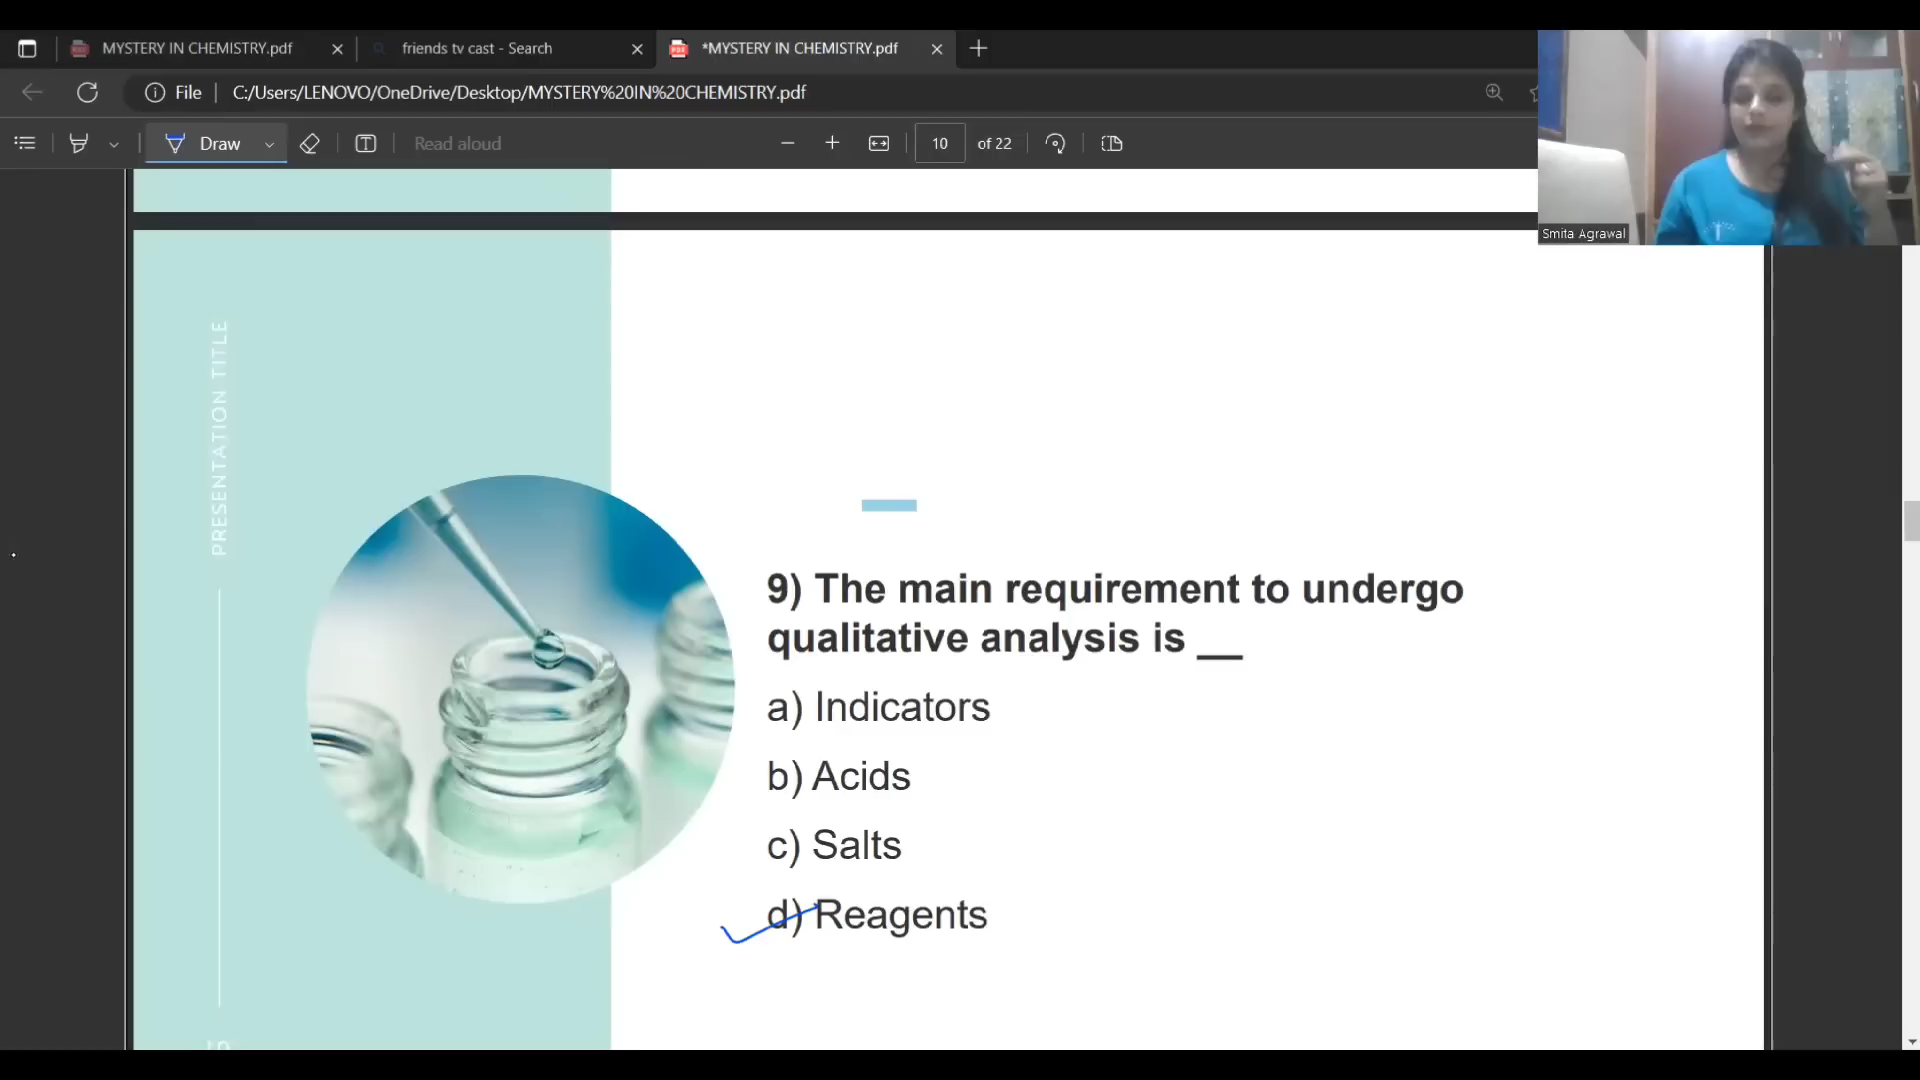 MYSTERY IN CHEMISTRY.pdf
friends tv cast - Search
*MYSTERY IN CHEMISTRY.pdf
File
C:/Users/LENOVO/OneDrive/Desktop/MYSTERY%20IN%20CHEMISTRY.pdf
Draw
Read aloud
10
of 22
Smita Agrawal
PRESENTATION TITLE
9) The main requirement to undergo
qualitative analysis is __
a) Indicators
b) Acids
c) Salts
d) Reagents